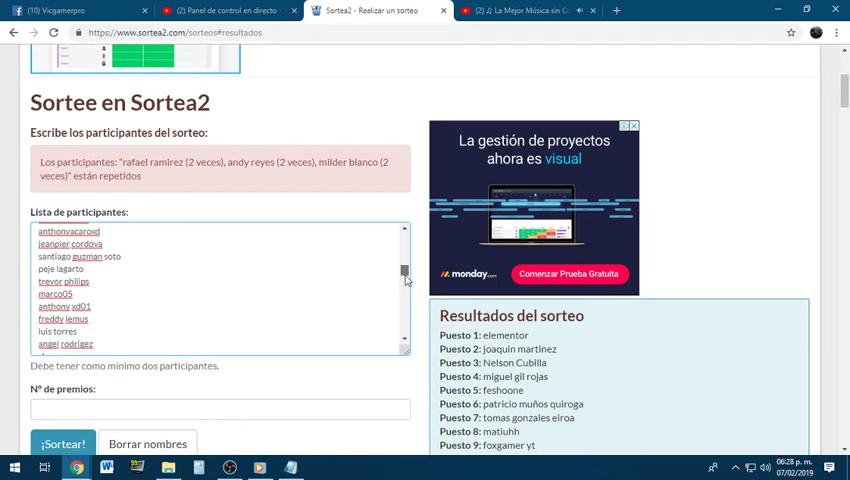 (10) Vicgamerpro
(2) Panel de control en directo -
Sortea2 - Realizar un sorteo
(2) ♫ La Mejor Música sin Co
https://www.sortea2.com/sorteos#resultados
Sortee en Sortea2
Escribe los participantes del sorteo:
Los participantes: "rafael ramirez (2 veces), andy reyes (2 veces), milder blanco (2
veces)" están repetidos
Lista de participantes:
anthonyacaroxd
jeanpier cordova
santiago guzman soto
peje lagarto
trevor philips
marco05
anthony xd01
freddy lemus
luis torres
angel rodrigez
Debe tener como mínimo dos participantes.
Nº de premios:
¡Sortear!
Borrar nombres
La gestión de proyectos
ahora es visual
monday.com
Comenzar Prueba Gratuita
Resultados del sorteo
Puesto 1: elementor
Puesto 2: joaquin martinez
Puesto 3: Nelson Cubilla
Puesto 4: miguel gil rojas
Puesto 5: feshoone
Puesto 6: patricio muños quiroga
Puesto 7: tomas gonzales eiroa
Puesto 8: matiuhh
Puesto 9: foxgamer yt
06:28 p. m.
07/02/2019